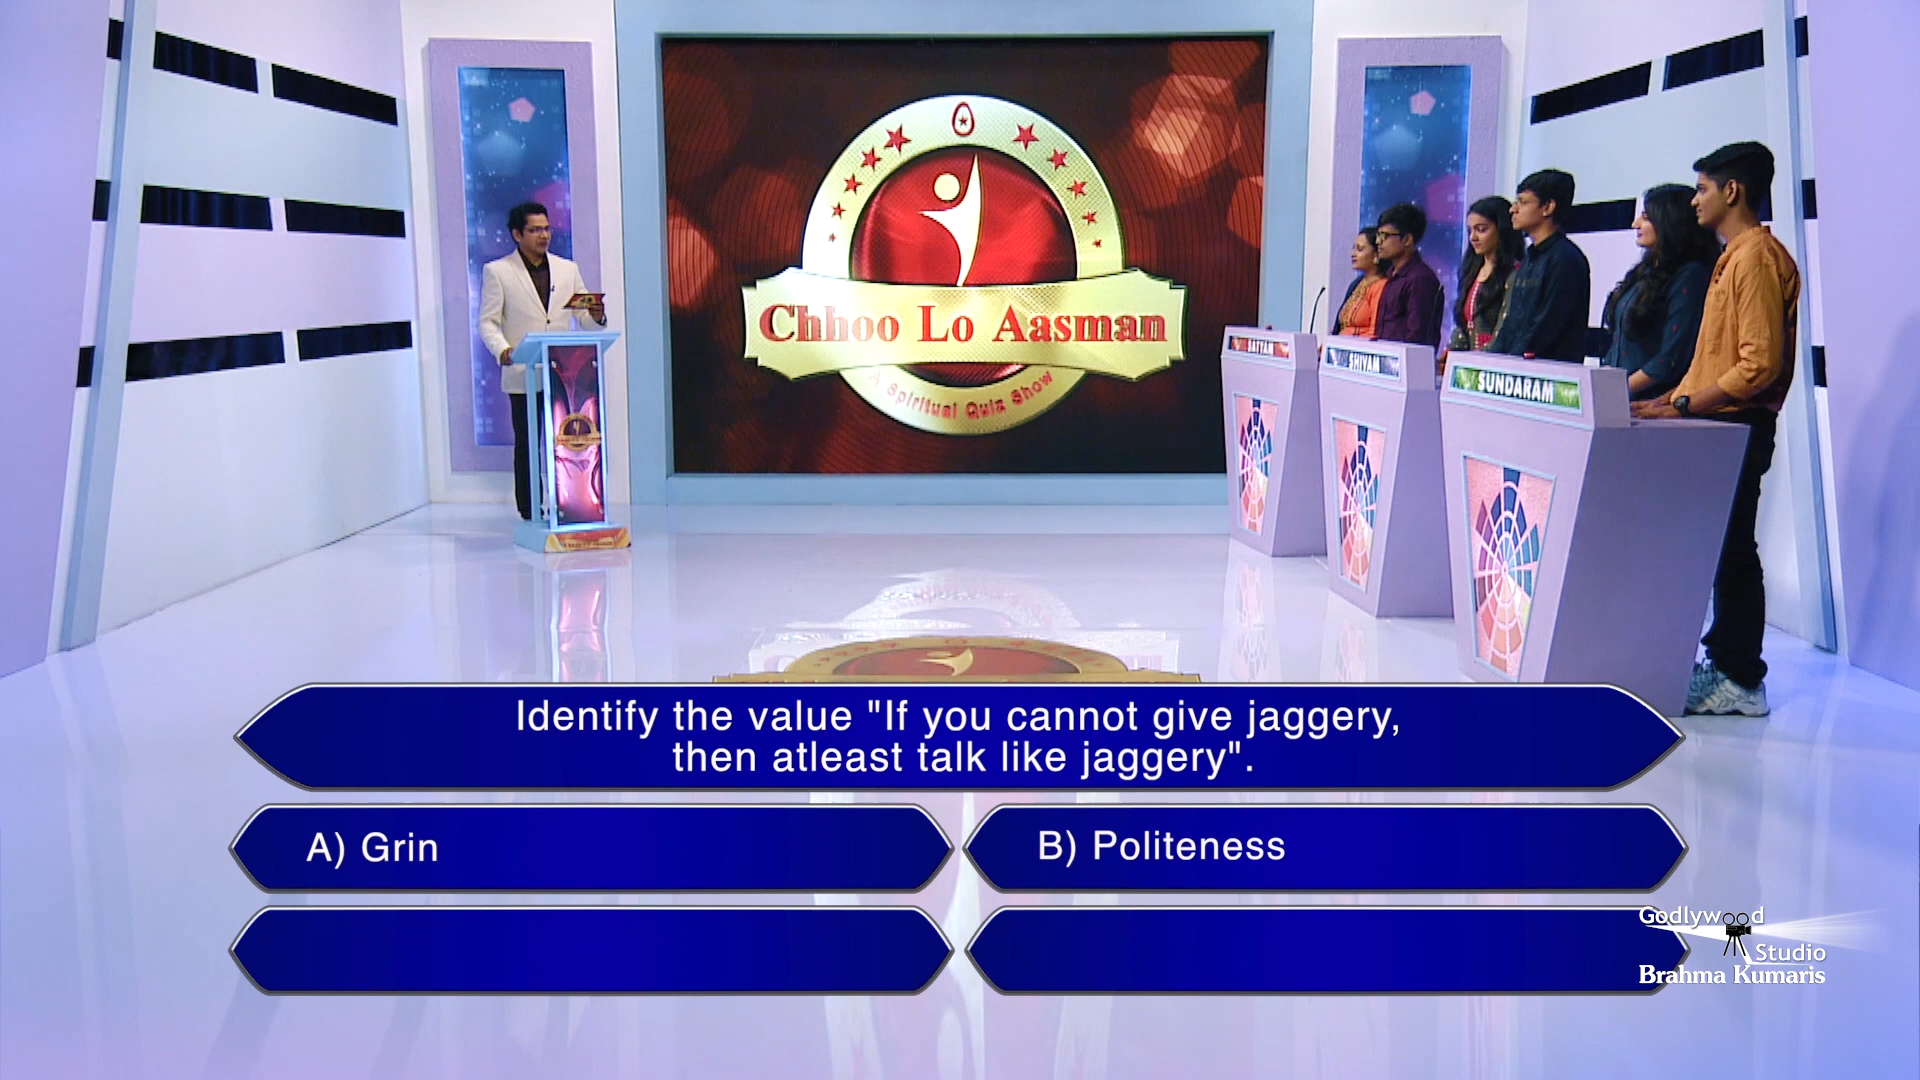 Chhoo Lo Aasman
A Spiritual Quiz Show
SATYAM
SHIVAM
SUNDARAM
Identify the value "If you cannot give jaggery,
then atleast talk like jaggery".
A) Grin
B) Politeness
Godlywood
Studio
Brahma Kumaris